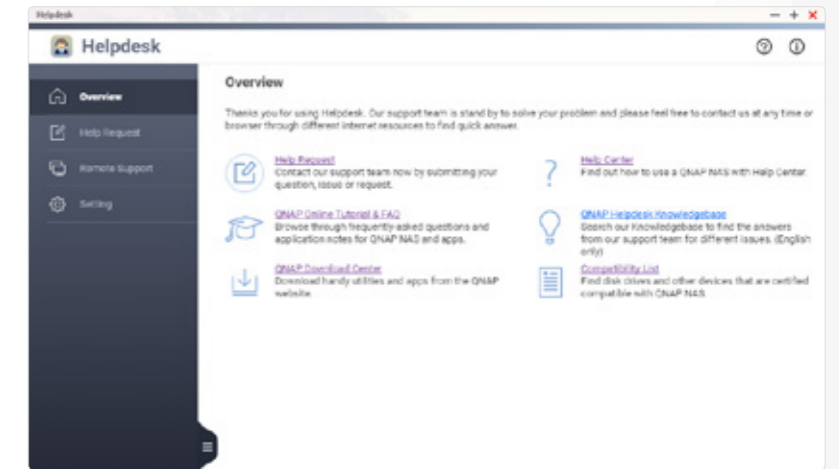 Helpdesk
Helpdesk
Overview
Help Request
Remote Support
Setting
Overview
Thanks you for using Helpdesk. Our support team is stand by to solve your problem and please feel free to contact us at any time or
browser through different internet resources to find quick answer.
Help Request
Contact our support team now by submitting your
question, issue or request.
Help Center
Find out how to use a QNAP NAS with Help Center.
QNAP Online Tutorial & FAQ
Browse through frequently-asked questions and
application notes for QNAP NAS and apps.
QNAP Helpdesk Knowledgebase
Search our Knowledgebase to find the answers
from our support team for different issues. (English
only)
QNAP Download Center
Download handy utilities and apps from the QNAP
website.
Compatibility List
Find disk drives and other devices that are certified
compatible with QNAP NAS.